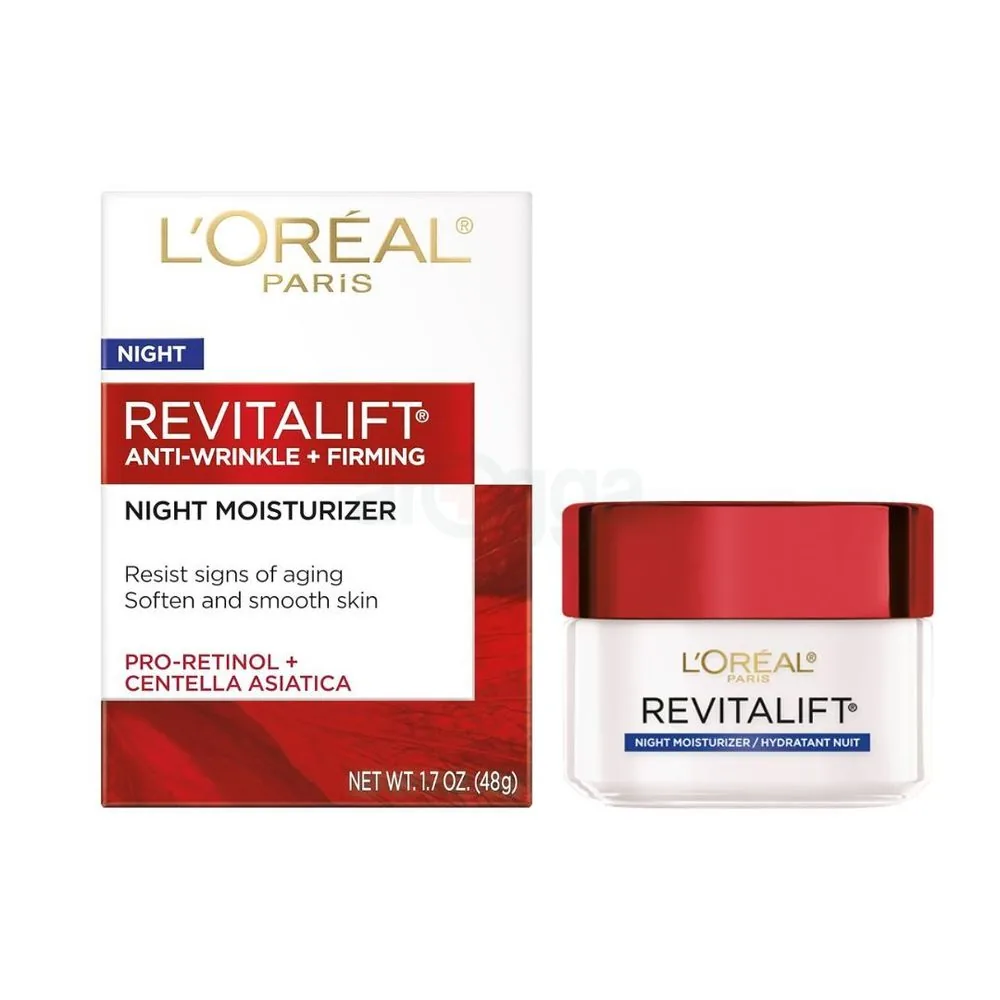 L'ORÉAL®
PARiS
NIGHT
REVITALIFT®
ANTI-WRINKLE + FIRMING
NIGHT MOISTURIZER
Resist signs of aging
Soften and smooth skin
PRO-RETINOL +
CENTELLA ASIATICA
NET WT. 1.7 OZ. (48g)
L'ORÉAL®
PARiS
REVITALIFT®
NIGHT MOISTURIZER / HYDRATANT NUIT